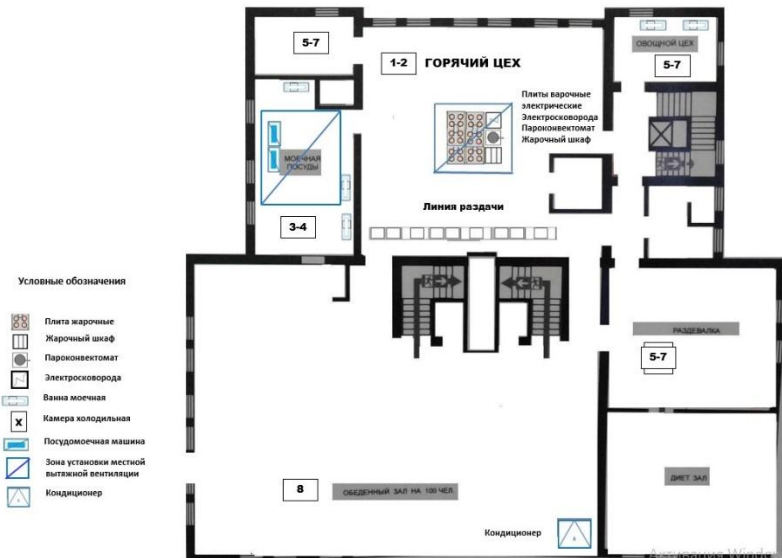 5-7
1-2 ГОРЯЧИЙ ЦЕХ
ОВОЩНОЙ ЦЕХ
5-7
Плиты варочные
электрические
Электросковорода
Пароконвектомат
Жарочный шкаф
МОЕЧНАЯ
ПОСУДЫ
3-4
Линия раздачи
Условные обозначения
Плита жарочные
Жарочный шкаф
Пароконвектомат
Электросковорода
Ванна моечная
X Камера холодильная
Посудомоечная машина
Зона установки местной
вытяжной вентиляции
Кондиционер
РАЗДЕВАЛКА
5-7
8
ОБЕДЕННЫЙ ЗАЛ НА 100 ЧЕЛ.
ДИЕТ. ЗАЛ
Кондиционер